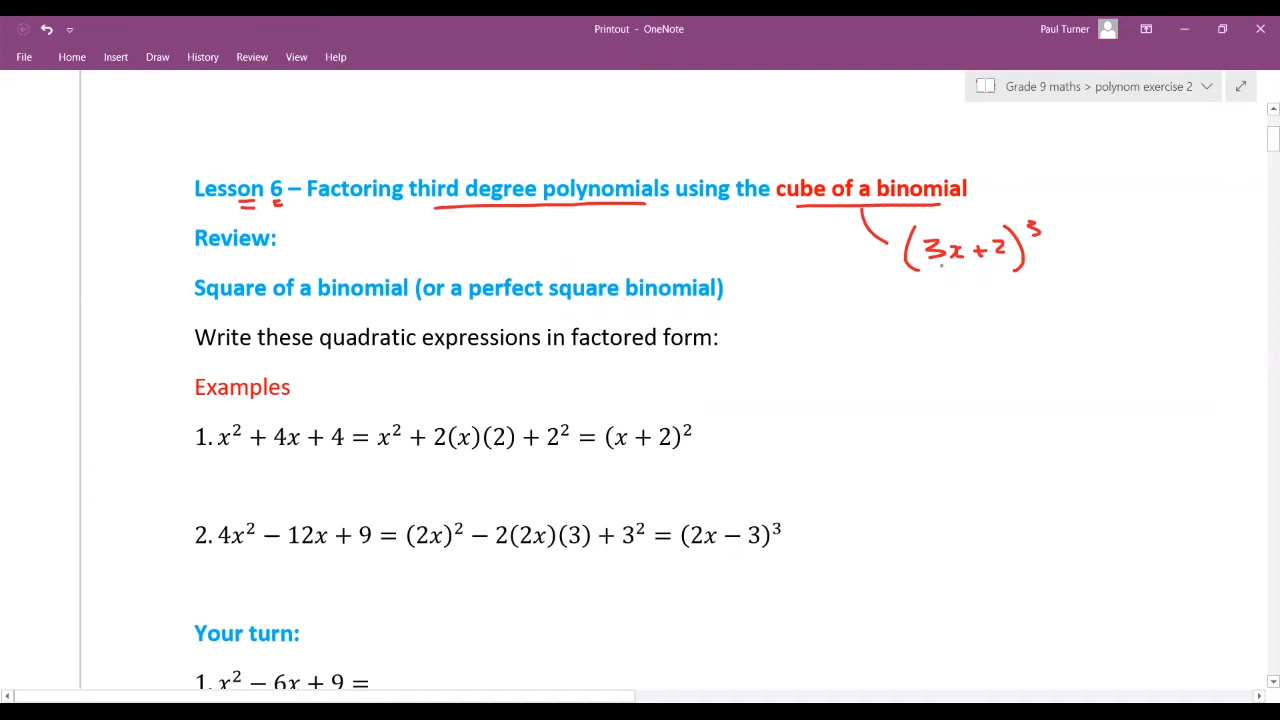 Printout - OneNote
Paul Turner
File Home Insert Draw History Review View Help
Grade 9 maths > polynom exercise 2
Lesson 6 – Factoring third degree polynomials using the cube of a binomial
(3x+2)³
Review:
Square of a binomial (or a perfect square binomial)
Write these quadratic expressions in factored form:
Examples
1. x² + 4x + 4 = x² + 2(x)(2) + 2² = (x + 2)²
2. 4x² − 12x + 9 = (2x)² − 2(2x)(3) + 3² = (2x − 3)³
Your turn:
1. x² − 6x + 9 =